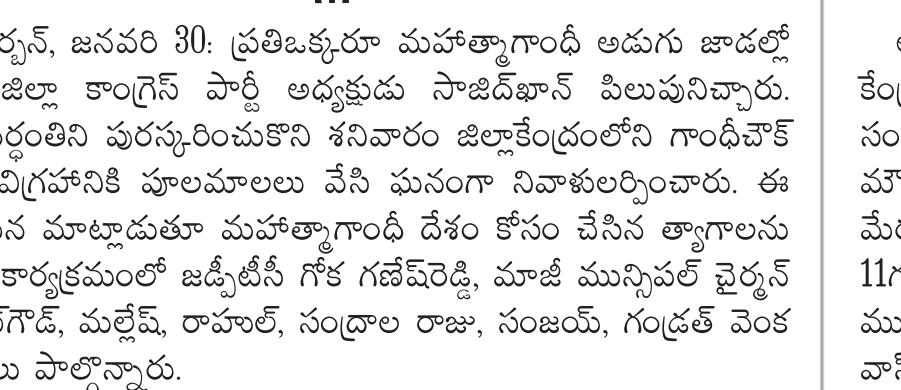 ర్బన్, జనవరి 30: ప్రతిఒక్కరూ మహాత్మాగాంధీ అడుగు జాడల్లో
జిల్లా కాంగ్రెస్ పార్టీ అధ్యక్షుడు సాజిద్‌ఖాన్ పిలుపునిచ్చారు.
ర్ధంతిని పురస్కరించుకొని శనివారం జిల్లాకేంద్రంలోని గాంధీచౌక్
విగ్రహానికి పూలమాలలు వేసి ఘనంగా నివాళులర్పించారు. ఈ
న మాట్లాడుతూ మహాత్మాగాంధీ దేశం కోసం చేసిన త్యాగాలను
కార్యక్రమంలో జడ్పీటీసీ గోక గణేష్‌రెడ్డి, మాజీ మున్సిపల్ చైర్మన్
గౌడ్, మల్లేష్, రాహుల్, సంద్రాల రాజు, సంజయ్, గండ్రత్ వెంక
లు పాల్గొన్నారు.
కేం
సం
మౌ
మే
11గ
ము
వా